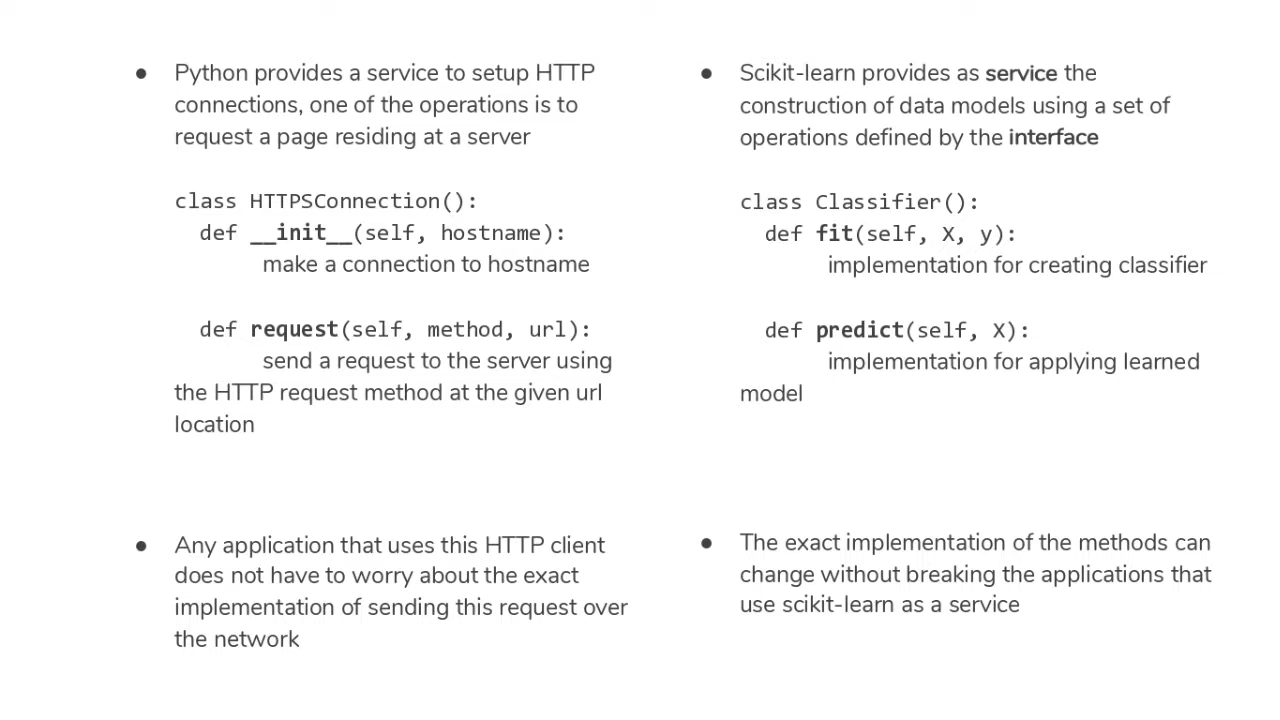 ● Python provides a service to setup HTTP
connections, one of the operations is to
request a page residing at a server
class HTTPSConnection():
def __init__(self, hostname):
make a connection to hostname
def request(self, method, url):
send a request to the server using
the HTTP request method at the given url
location
● Any application that uses this HTTP client
does not have to worry about the exact
implementation of sending this request over
the network
● Scikit-learn provides as service the
construction of data models using a set of
operations defined by the interface
class Classifier():
def fit(self, X, y):
implementation for creating classifier
def predict(self, X):
implementation for applying learned
model
● The exact implementation of the methods can
change without breaking the applications that
use scikit-learn as a service